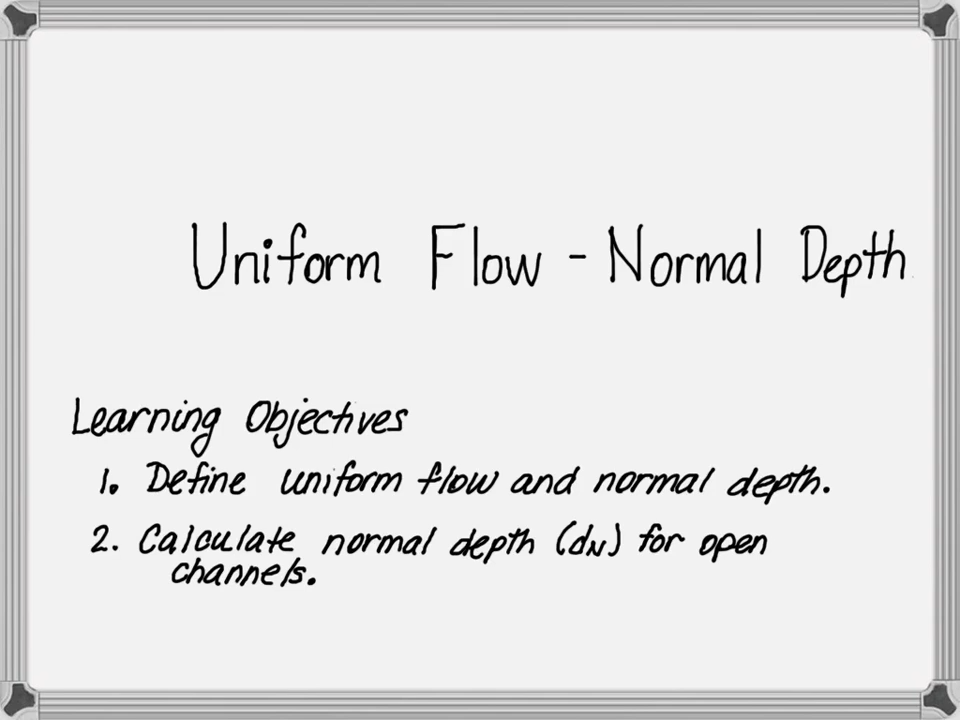 Uniform Flow - Normal Depth
Learning Objectives
1. Define uniform flow and normal depth.
2. Calculate normal depth (dN) for open
channels.